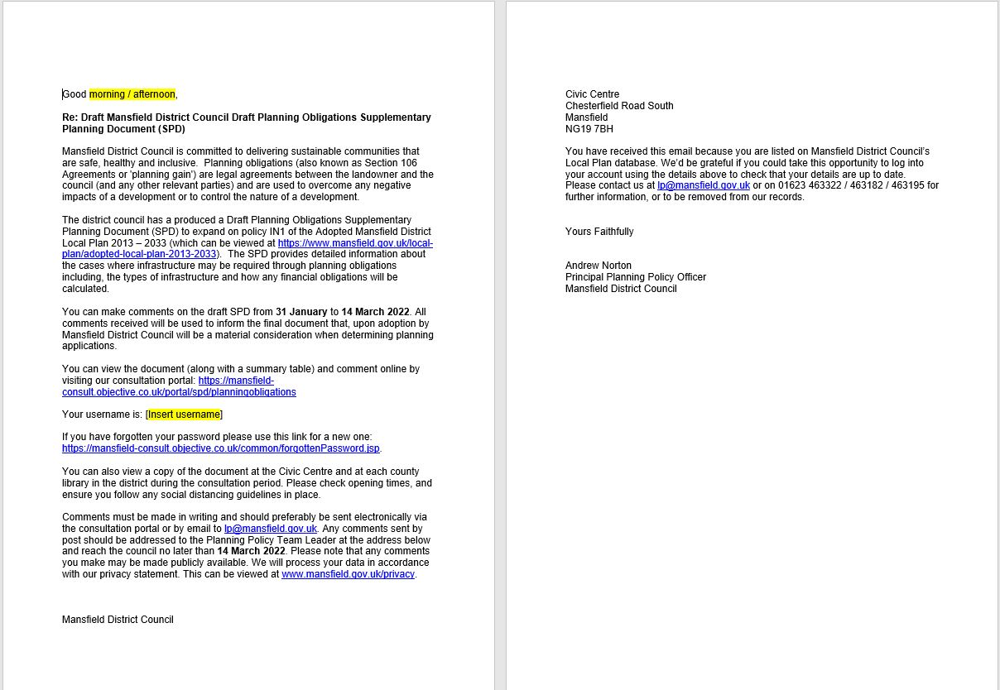 Good morning / afternoon,
Re: Draft Mansfield District Council Draft Planning Obligations Supplementary
Planning Document (SPD)
Mansfield District Council is committed to delivering sustainable communities that
are safe, healthy and inclusive.  Planning obligations (also known as Section 106
Agreements or 'planning gain') are legal agreements between the landowner and the
council (and any other relevant parties) and are used to overcome any negative
impacts of a development or to control the nature of a development.
The district council has a produced a Draft Planning Obligations Supplementary
Planning Document (SPD) to expand on policy IN1 of the Adopted Mansfield District
Local Plan 2013 – 2033 (which can be viewed at https://www.mansfield.gov.uk/local-
plan/adopted-local-plan-2013-2033).  The SPD provides detailed information about
the cases where infrastructure may be required through planning obligations
including, the types of infrastructure and how any financial obligations will be
calculated.
You can make comments on the draft SPD from 31 January to 14 March 2022. All
comments received will be used to inform the final document that, upon adoption by
Mansfield District Council will be a material consideration when determining planning
applications.
You can view the document (along with a summary table) and comment online by
visiting our consultation portal: https://mansfield-
consult.objective.co.uk/portal/spd/planningobligations
Your username is: [Insert username]
If you have forgotten your password please use this link for a new one:
https://mansfield-consult.objective.co.uk/common/forgottenPassword.jsp.
You can also view a copy of the document at the Civic Centre and at each county
library in the district during the consultation period. Please check opening times, and
ensure you follow any social distancing guidelines in place.
Comments must be made in writing and should preferably be sent electronically via
the consultation portal or by email to lp@mansfield.gov.uk. Any comments sent by
post should be addressed to the Planning Policy Team Leader at the address below
and reach the council no later than 14 March 2022. Please note that any comments
you make may be made publicly available. We will process your data in accordance
with our privacy statement. This can be viewed at www.mansfield.gov.uk/privacy.
Mansfield District Council
Civic Centre
Chesterfield Road South
Mansfield
NG19 7BH
You have received this email because you are listed on Mansfield District Council's
Local Plan database. We'd be grateful if you could take this opportunity to log into
your account using the details above to check that your details are up to date.
Please contact us at lp@mansfield.gov.uk or on 01623 463322 / 463182 / 463195 for
further information, or to be removed from our records.
Yours Faithfully
Andrew Norton
Principal Planning Policy Officer
Mansfield District Council